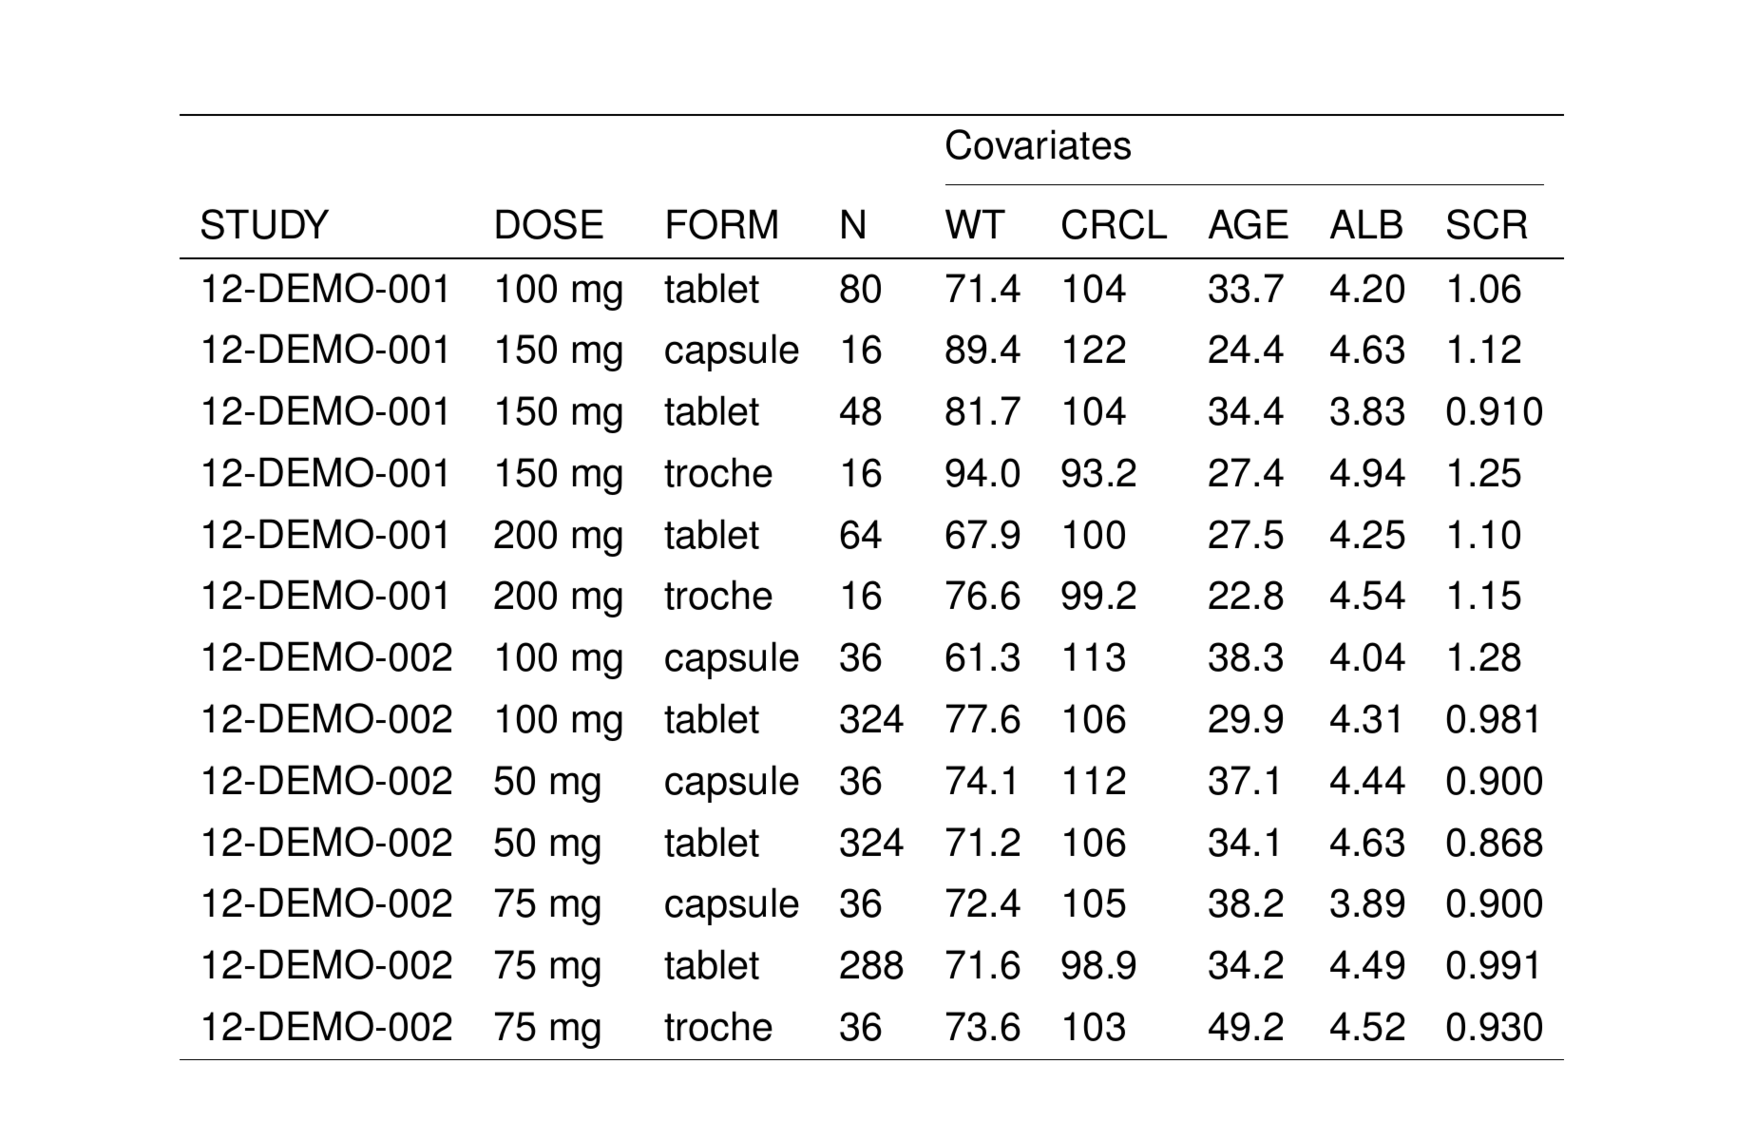 Covariates
STUDY DOSE FORM N WT CRCL AGE ALB SCR
12-DEMO-001 100 mg tablet 80 71.4 104 33.7 4.20 1.06
12-DEMO-001 150 mg capsule 16 89.4 122 24.4 4.63 1.12
12-DEMO-001 150 mg tablet 48 81.7 104 34.4 3.83 0.910
12-DEMO-001 150 mg troche 16 94.0 93.2 27.4 4.94 1.25
12-DEMO-001 200 mg tablet 64 67.9 100 27.5 4.25 1.10
12-DEMO-001 200 mg troche 16 76.6 99.2 22.8 4.54 1.15
12-DEMO-002 100 mg capsule 36 61.3 113 38.3 4.04 1.28
12-DEMO-002 100 mg tablet 324 77.6 106 29.9 4.31 0.981
12-DEMO-002 50 mg capsule 36 74.1 112 37.1 4.44 0.900
12-DEMO-002 50 mg tablet 324 71.2 106 34.1 4.63 0.868
12-DEMO-002 75 mg capsule 36 72.4 105 38.2 3.89 0.900
12-DEMO-002 75 mg tablet 288 71.6 98.9 34.2 4.49 0.991
12-DEMO-002 75 mg troche 36 73.6 103 49.2 4.52 0.930